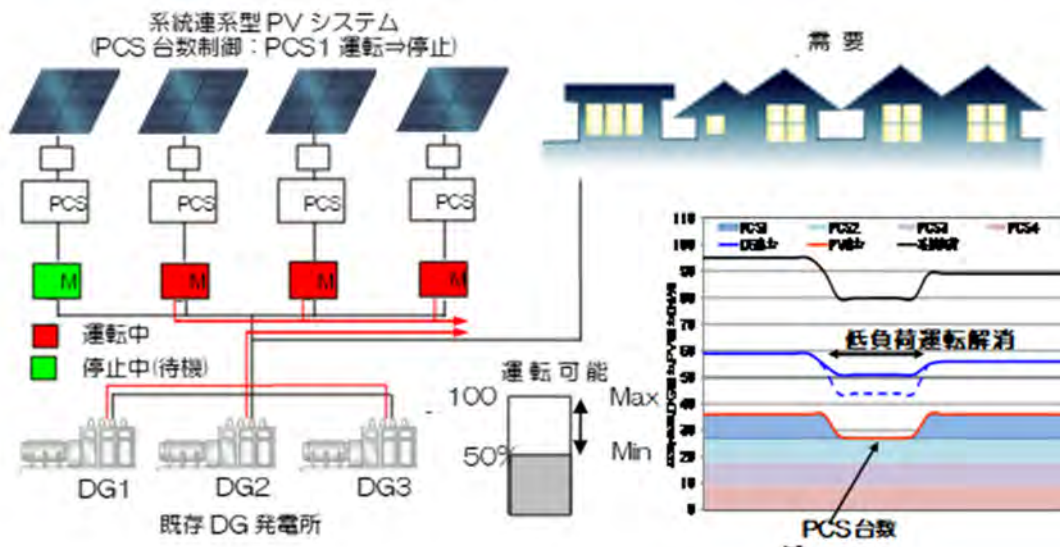 系統連系型 PV システム
(PCS 台数制御：PCS1 運転⇒停止)
需 要
PCS
PCS
PCS
PCS
M
M
M
M
運転中
停止中(待機)
DG1
DG2
DG3
既存 DG 発電所
運転可能
100
Max
50%
Min
110
100
90
80
70
60
50
40
30
20
10
0
PCS1
PCS2
PCS3
PCS4
低負荷運転解消
PCS 台数